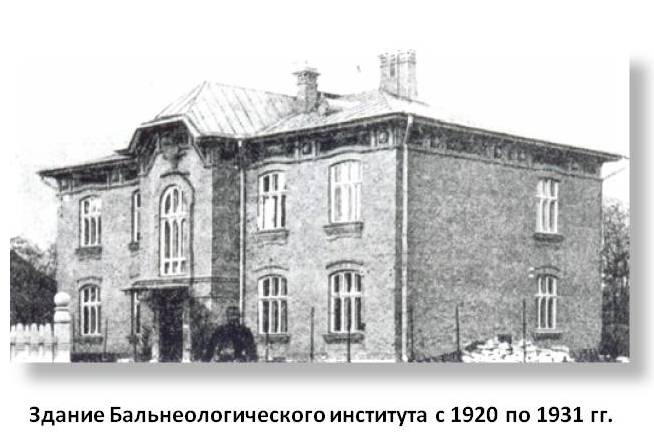 Здание Бальнеологического института с 1920 по 1931 гг.